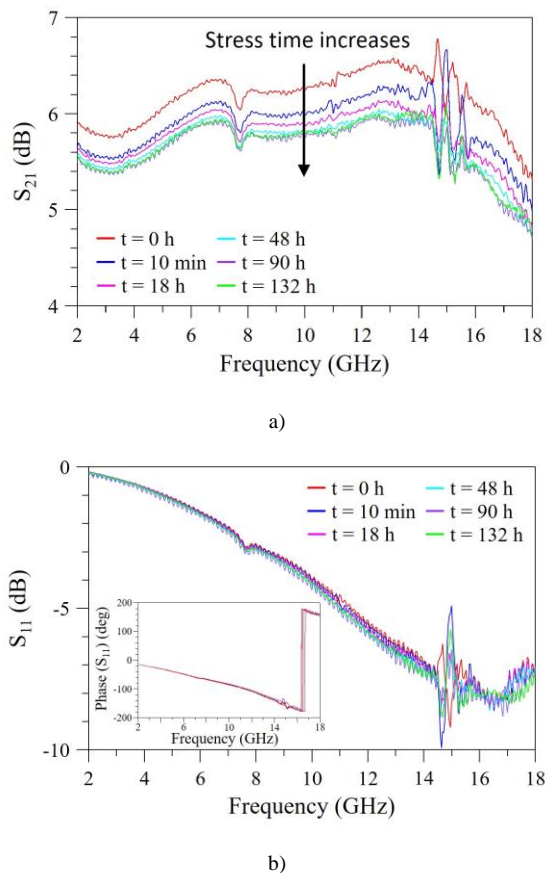 7
6
5
4
S21 (dB)
Stress time increases
t = 0 h
t = 48 h
t = 10 min
t = 90 h
t = 18 h
t = 132 h
2 4 6 8 10 12 14 16 18
Frequency (GHz)
a)
0
-5
-10
S11 (dB)
t = 0 h
t = 48 h
t = 10 min
t = 90 h
t = 18 h
t = 132 h
200
100
0
-100
-200
Phase (S11) (deg)
2 6 10 14 18
Frequency (GHz)
2 4 6 8 10 12 14 16 18
Frequency (GHz)
b)